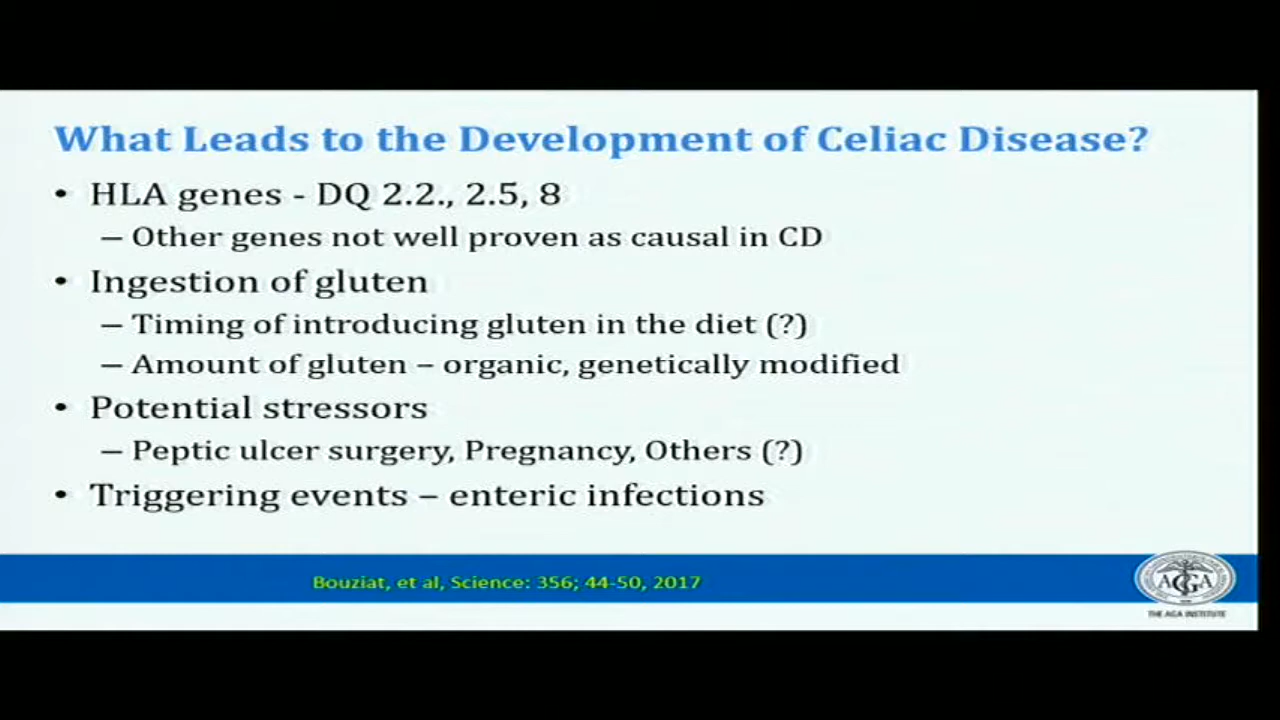 What Leads to the Development of Celiac Disease?
• HLA genes - DQ 2.2., 2.5, 8
– Other genes not well proven as causal in CD
• Ingestion of gluten
– Timing of introducing gluten in the diet (?)
– Amount of gluten – organic, genetically modified
• Potential stressors
– Peptic ulcer surgery, Pregnancy, Others (?)
• Triggering events – enteric infections
Bouziat, et al, Science: 356; 44-50, 2017
AGA
THE AGA INSTITUTE